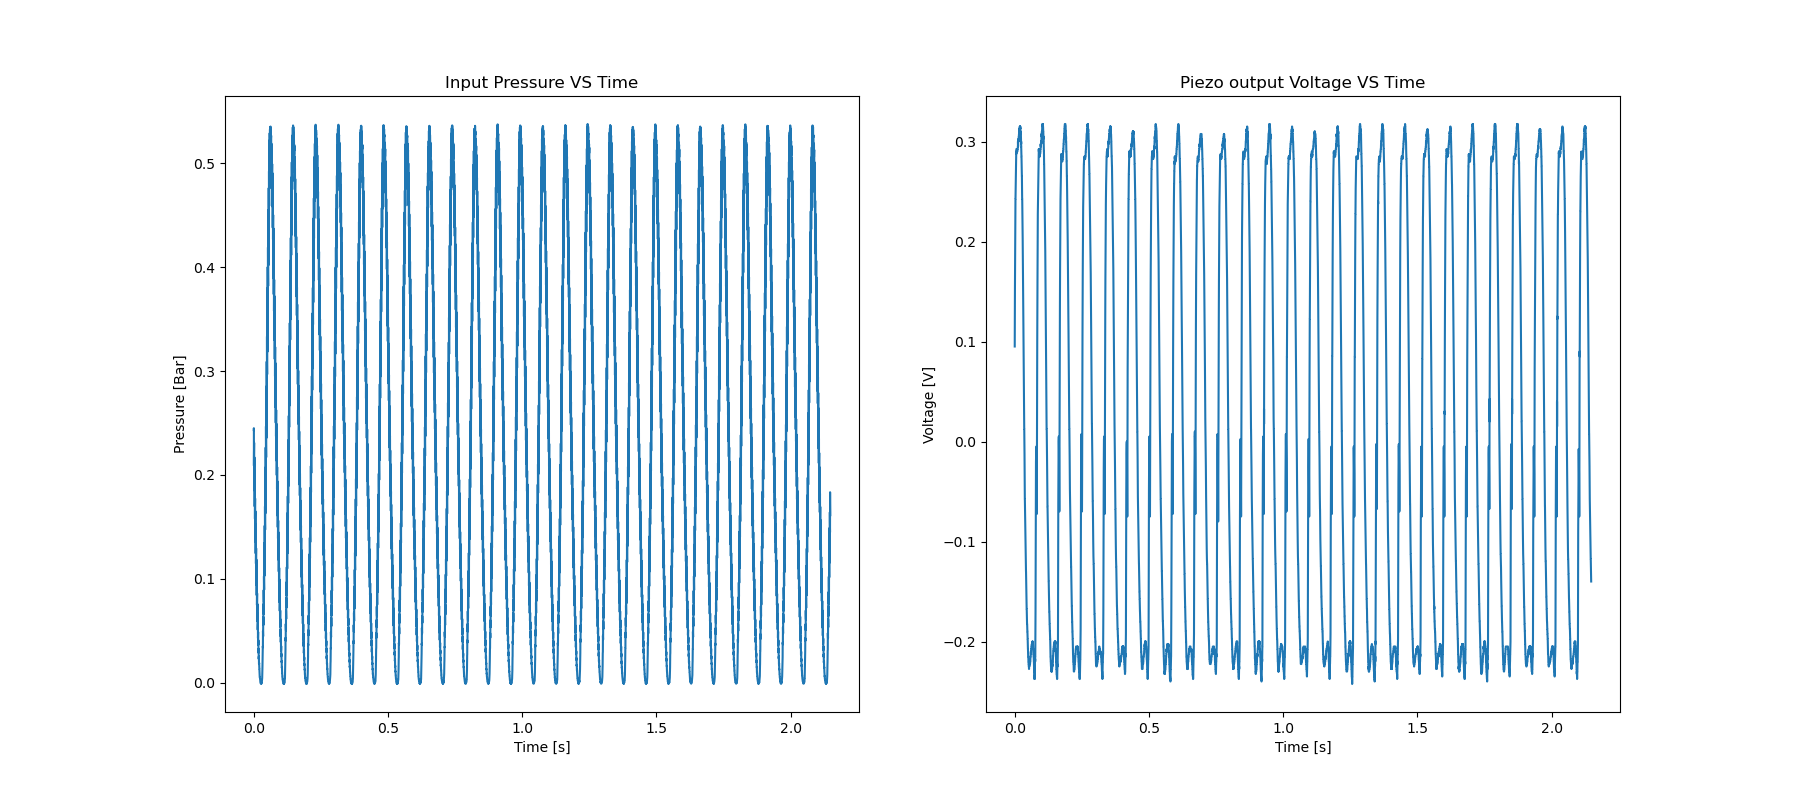 Input Pressure VS Time
Pressure [Bar]
0.5
0.4
0.3
0.2
0.1
0.0
0.0 0.5 1.0 1.5 2.0
Time [s]
Piezo output Voltage VS Time
Voltage [V]
0.3
0.2
0.1
0.0
−0.1
−0.2
0.0 0.5 1.0 1.5 2.0
Time [s]